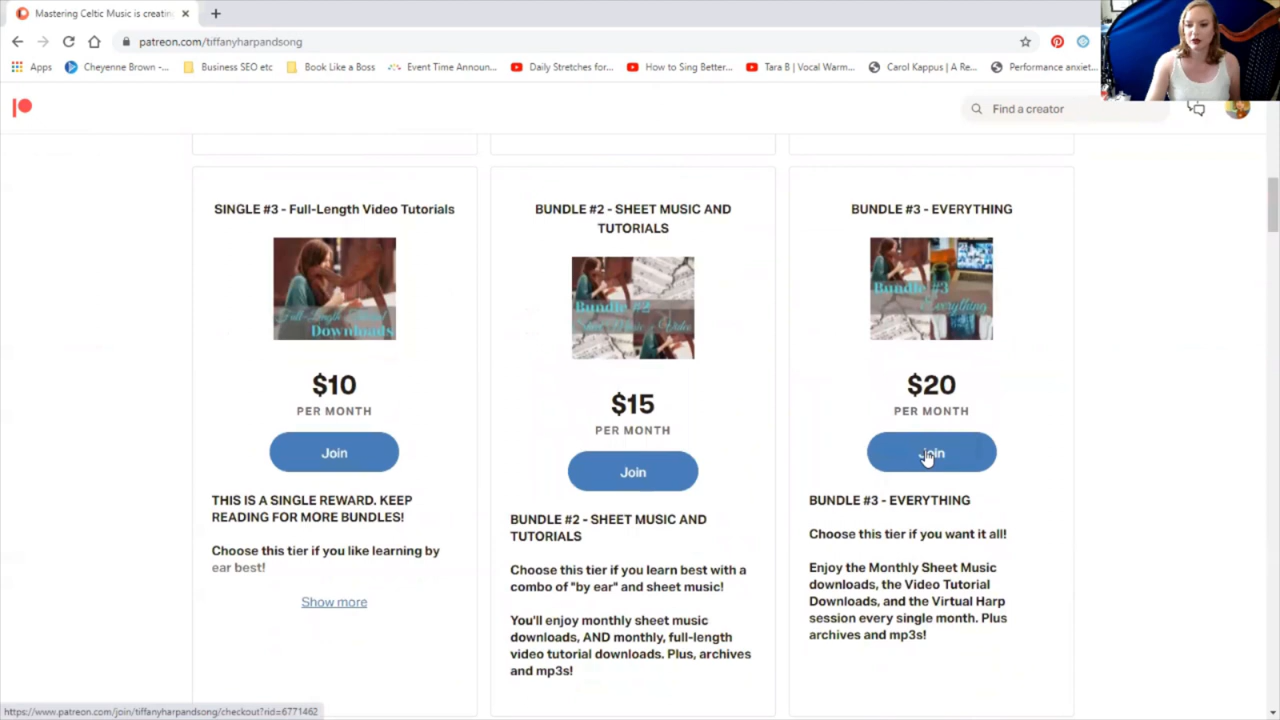 Mastering Celtic Music is creatin
patreon.com/tiffanyharpandsong
Apps
Cheyenne Brown -...
Business SEO etc
Book Like a Boss
Event Time Announ...
Daily Stretches for...
How to Sing Better...
Tara B | Vocal Warm...
Carol Kappus | A Re...
Performance anxiet...
Find a creator
SINGLE #3 - Full-Length Video Tutorials
Downloads
$10
PER MONTH
Join
THIS IS A SINGLE REWARD. KEEP
READING FOR MORE BUNDLES!
Choose this tier if you like learning by
ear best!
Show more
BUNDLE #2 - SHEET MUSIC AND
TUTORIALS
Bundle #2
$15
PER MONTH
Join
BUNDLE #2 - SHEET MUSIC AND
TUTORIALS
Choose this tier if you learn best with a
combo of "by ear" and sheet music!
You'll enjoy monthly sheet music
downloads, AND monthly, full-length
video tutorial downloads. Plus, archives
and mp3s!
BUNDLE #3 - EVERYTHING
Bundle #3
Everything
$20
PER MONTH
Join
BUNDLE #3 - EVERYTHING
Choose this tier if you want it all!
Enjoy the Monthly Sheet Music
downloads, the Video Tutorial
Downloads, and the Virtual Harp
session every single month. Plus
archives and mp3s!
https://www.patreon.com/join/tiffanyharpandsong/checkout?rid=6771462